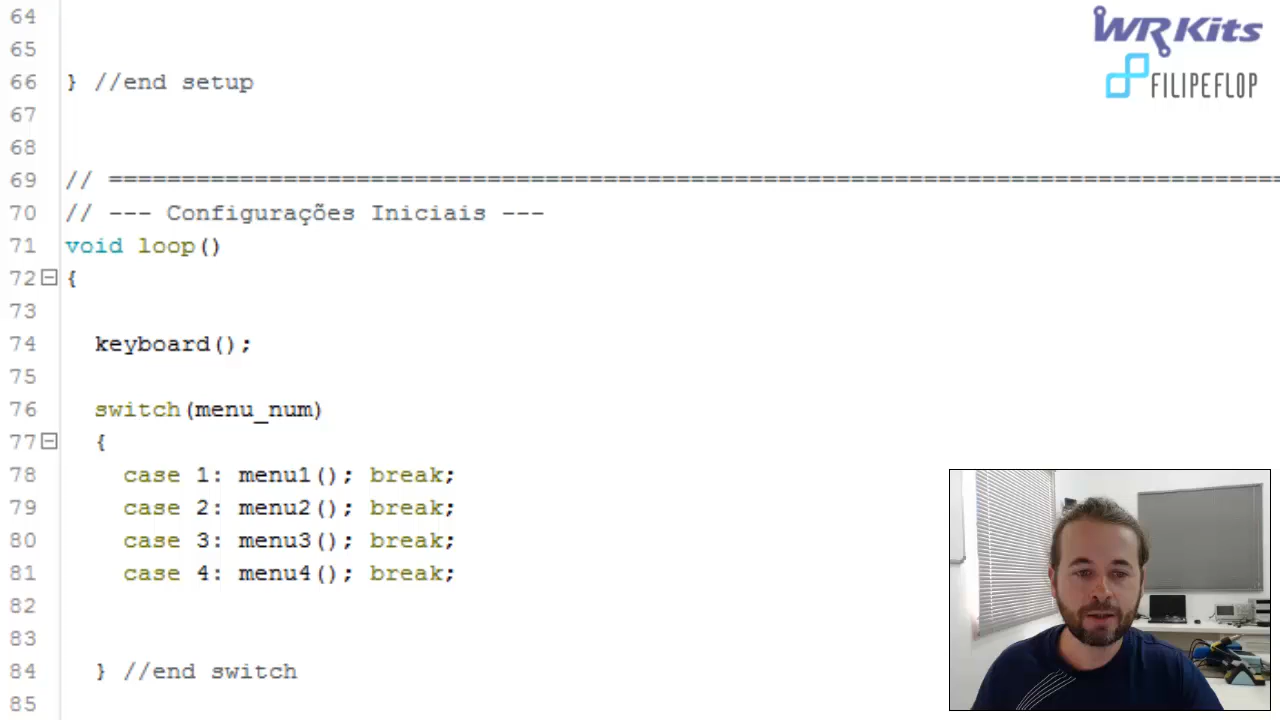 WR Kits
FILIPEFLOP
64
65
66 } //end setup
67
68
69 // ================================================================================
70 // --- Configurações Iniciais ---
71 void loop()
72 {
73
74 keyboard();
75
76 switch(menu_num)
77 {
78 case 1: menu1(); break;
79 case 2: menu2(); break;
80 case 3: menu3(); break;
81 case 4: menu4(); break;
82
83
84 } //end switch
85